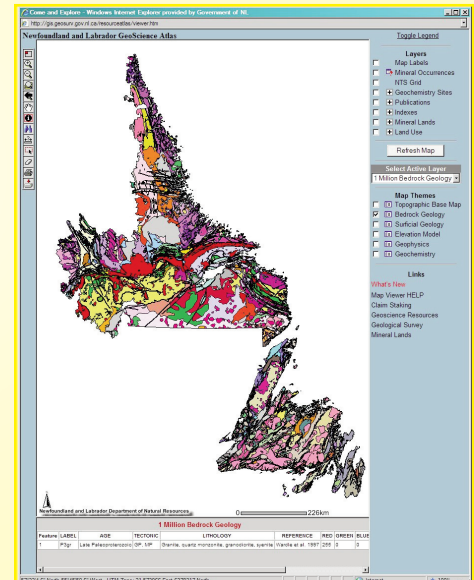 Come and Explore - Windows Internet Explorer provided by Government of NL
http://gis.geosurv.gov.nl.ca/resourceatlas/viewer.htm
Newfoundland and Labrador GeoScience Atlas
Toggle Legend
Layers
Map Labels
Mineral Occurrences
NTS Grid
Geochemistry Sites
Publications
Indexes
Mineral Lands
Land Use
Refresh Map
Select Active Layer
1 Million Bedrock Geology
Map Themes
Topographic Base Map
Bedrock Geology
Surficial Geology
Elevation Model
Geophysics
Geochemistry
Links
What's New
Map Viewer HELP
Claim Staking
Geoscience Resources
Geological Survey
Mineral Lands
Newfoundland and Labrador Department of Natural Resources
0 226km
1 Million Bedrock Geology
Feature LABEL AGE TECTONIC LITHOLOGY REFERENCE RED GREEN BLUE
1 P3gr Late Paleoproterozoic GP, MP Granite, quartz monzonite, granodiorite, syenite Wardle et al. 1997 255 0 0
Internet
100%